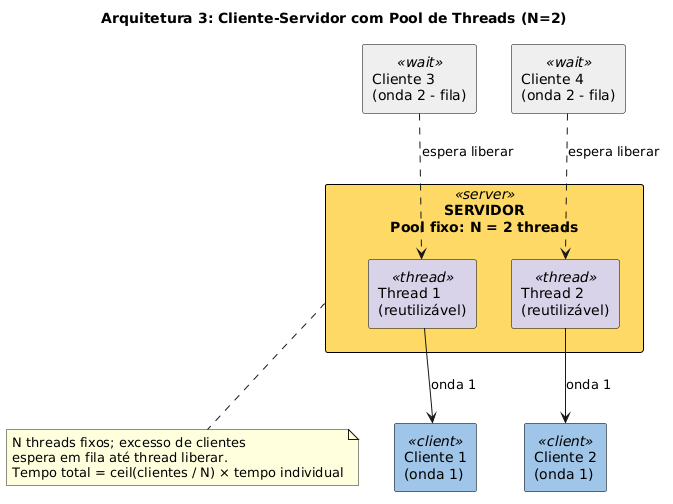 Arquitetura 3: Cliente-Servidor com Pool de Threads (N=2)
«wait»
Cliente 3
(onda 2 - fila)
«wait»
Cliente 4
(onda 2 - fila)
espera liberar
espera liberar
«server»
SERVIDOR
Pool fixo: N = 2 threads
«thread»
Thread 1
(reutilizável)
«thread»
Thread 2
(reutilizável)
onda 1
onda 1
«client»
Cliente 1
(onda 1)
«client»
Cliente 2
(onda 1)
N threads fixos; excesso de clientes
espera em fila até thread liberar.
Tempo total = ceil(clientes / N) × tempo individual